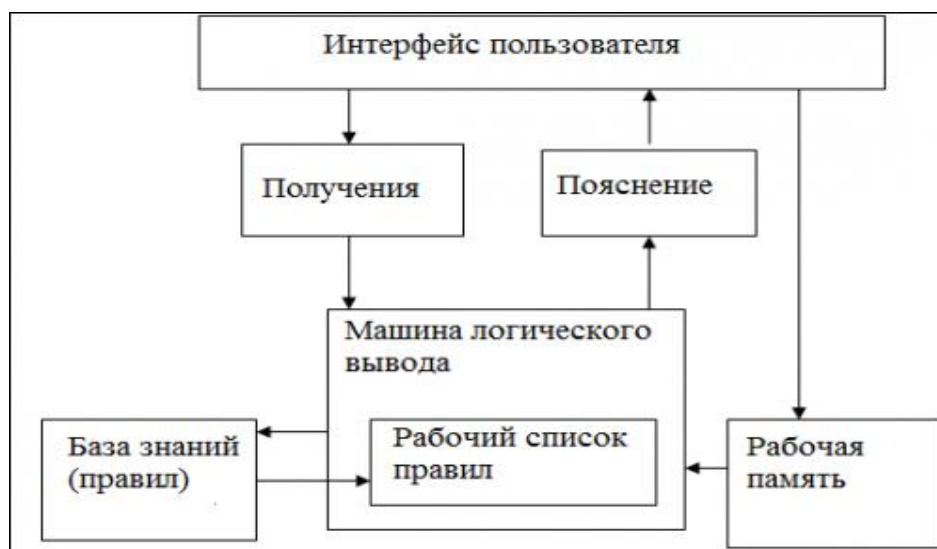 Интерфейс пользователя
Получения
Пояснение
Машина логического
вывода
База знаний
(правил)
Рабочий список
правил
Рабочая
память